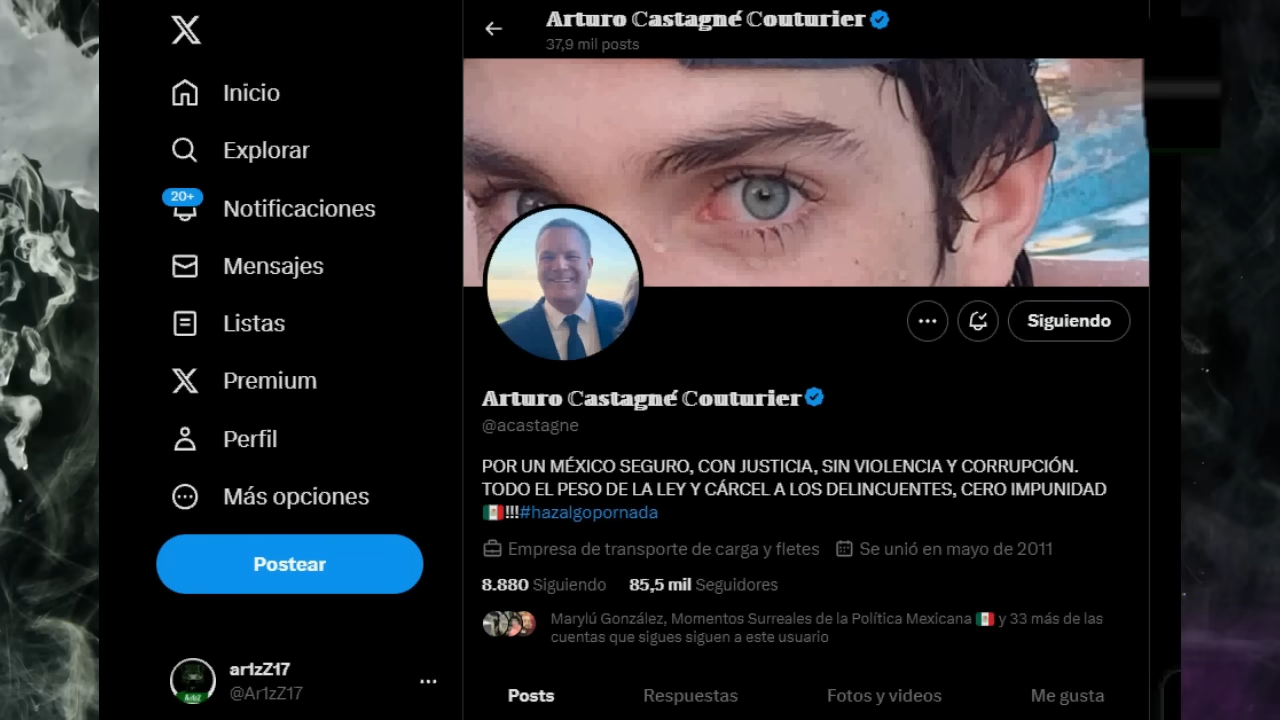 Arturo ℂastagné ℂouturier
37,9 mil posts
Inicio
Explorar
20+
Notificaciones
Mensajes
Listas
Premium
Perfil
Más opciones
Postear
ar1zZ17
@Ar1zZ17
Siguiendo
Arturo ℂastagné ℂouturier
@acastagne
POR UN MÉXICO SEGURO, CON JUSTICIA, SIN VIOLENCIA Y CORRUPCIÓN.
TODO EL PESO DE LA LEY Y CÁRCEL A LOS DELINCUENTES, CERO IMPUNIDAD
🇲🇽!!!#hazalgopornada
Empresa de transporte de carga y fletes Se unió en mayo de 2011
8.880 Siguiendo 85,5 mil Seguidores
Marylú González, Momentos Surreales de la Política Mexicana 🇲🇽 y 33 más de las
cuentas que sigues siguen a este usuario
Posts Respuestas Fotos y videos Me gusta